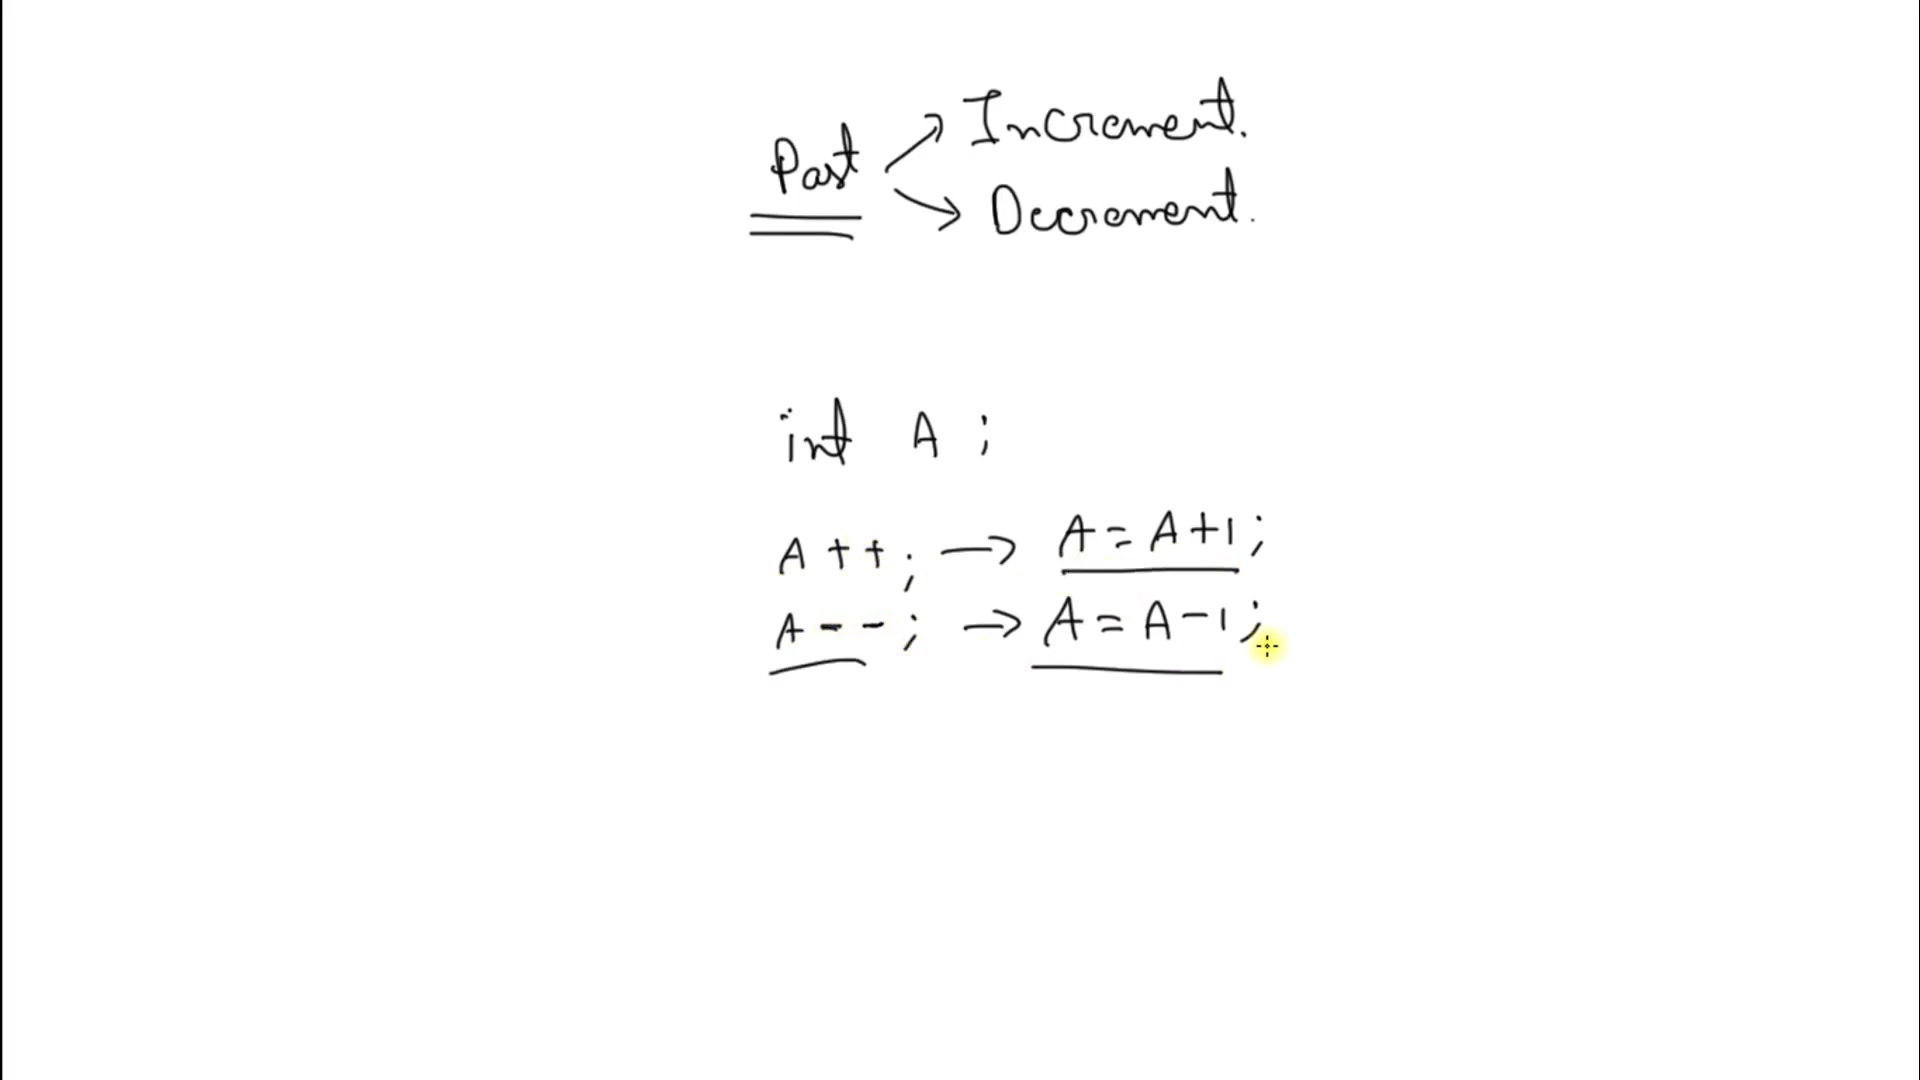 Post → Increment.
→ Decrement.
int A ;
A ++ ; → A = A + 1 ;
A - - ; → A = A - 1 ;